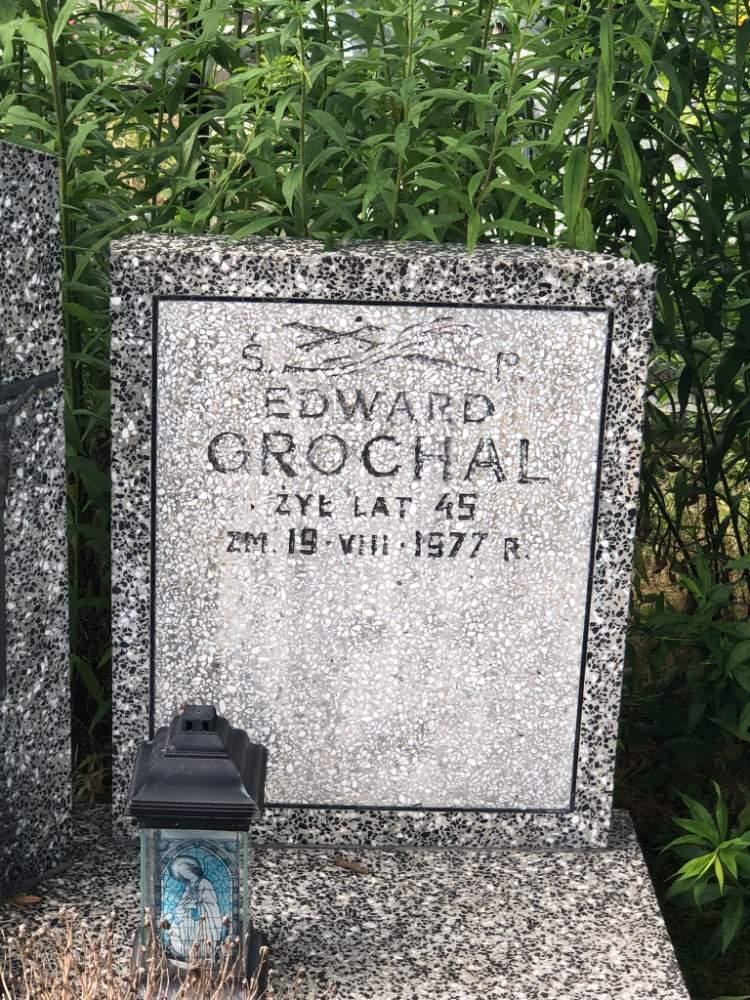 Ś. P.
EDWARD
GROCHAL
ŻYŁ LAT 45
ZM. 19·VIII·1977 R.